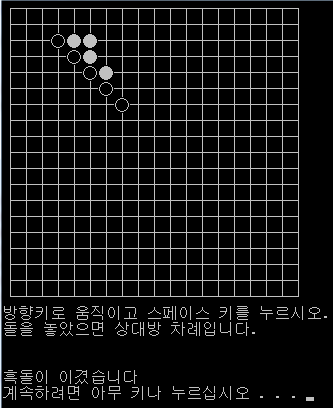 방향키로 움직이고 스페이스 키를 누르시오.
돌을 놓았으면 상대방 차례입니다.
흑돌이 이겼습니다
계속하려면 아무 키나 누르십시오 . . .